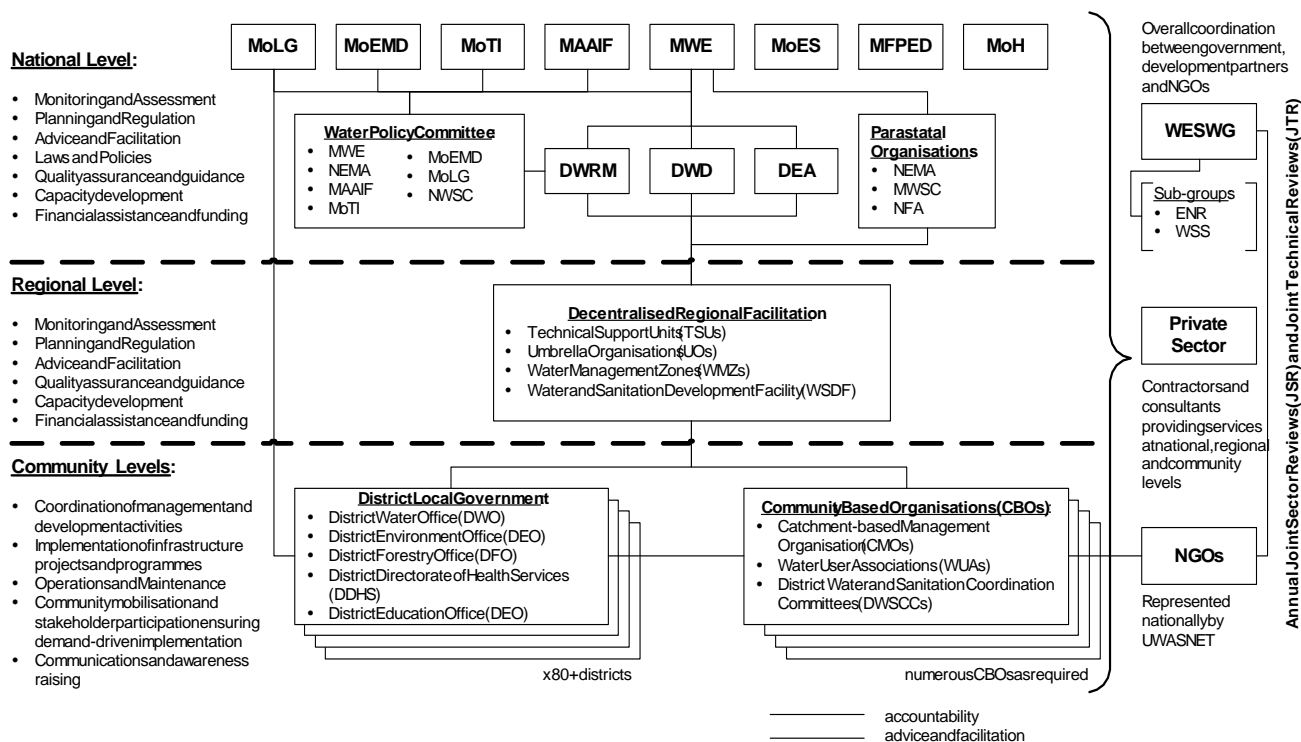 MoLG
MoEMD
MoTI
MAAIF
MWE
MoES
MFPED
MoH
National Level:
• MonitoringandAssessment
• PlanningandRegulation
• AdviceandFacilitation
• LawsandPolicies
• Qualityassuranceandguidance
• Capacitydevelopment
• Financialassistanceandfunding
WaterPolicyCommittee
• MWE
• NEMA
• MAAIF
• MoTI
• MoEMD
• MoLG
• NWSC
DWRM
DWD
DEA
Parastatal
Organisations
• NEMA
• MWSC
• NFA
Overallcoordination
betweengovernment,
developmentpartners
andNGOs
WESWG
Sub-groups
• ENR
• WSS
Regional Level:
• MonitoringandAssessment
• PlanningandRegulation
• AdviceandFacilitation
• Qualityassuranceandguidance
• Capacitydevelopment
• Financialassistanceandfunding
DecentralisedRegionalFacilitation
• TechnicalSupportUnits(TSUs)
• UmbrellaOrganisations(UOs)
• WaterManagementZones(WMZs)
• WaterandSanitationDevelopmentFacility(WSDF)
Private
Sector
Contractorsand
consultants
providingservices
atnational,regional
andcommunity
levels
Community Levels:
• Coordinationofmanagementand
developmentactivities
• Implementationofinfrastructure
projectsandprogrammes
• OperationsandMaintenance
• Communitymobilisationand
stakeholderparticipationensuring
demand-drivenimplementation
• Communicationsandawareness
raising
DistrictLocalGovernment
• DistrictWaterOffice(DWO)
• DistrictEnvironmentOffice(DEO)
• DistrictForestryOffice(DFO)
• DistrictDirectorateofHealthServices
(DDHS)
• DistrictEducationOffice(DEO)
x80+districts
CommunityBasedOrganisations(CBOs):
• Catchment-basedManagement
Organisation(CMOs)
• WaterUserAssociations(WUAs)
• District WaterandSanitationCoordination
Committees(DWSCCs)
numerousCBOsasrequired
NGOs
Represented
nationallyby
UWASNET
AnnualJointSectorReviews(JSR)andJointTechnicalReviews(JTR)
accountability
adviceandfacilitation